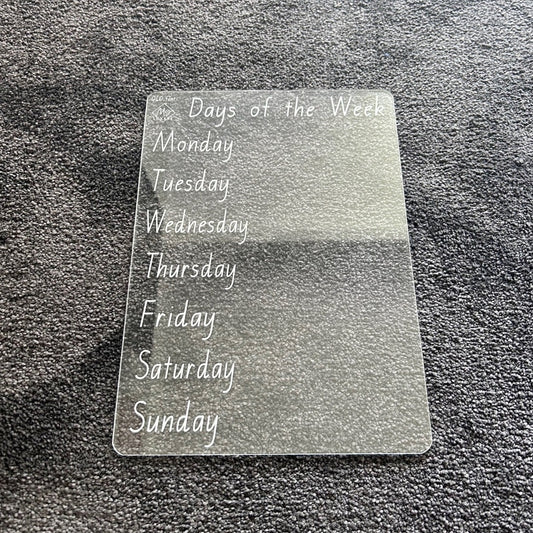 Days of the Week
Monday
Tuesday
Wednesday
Thursday
Friday
Saturday
Sunday